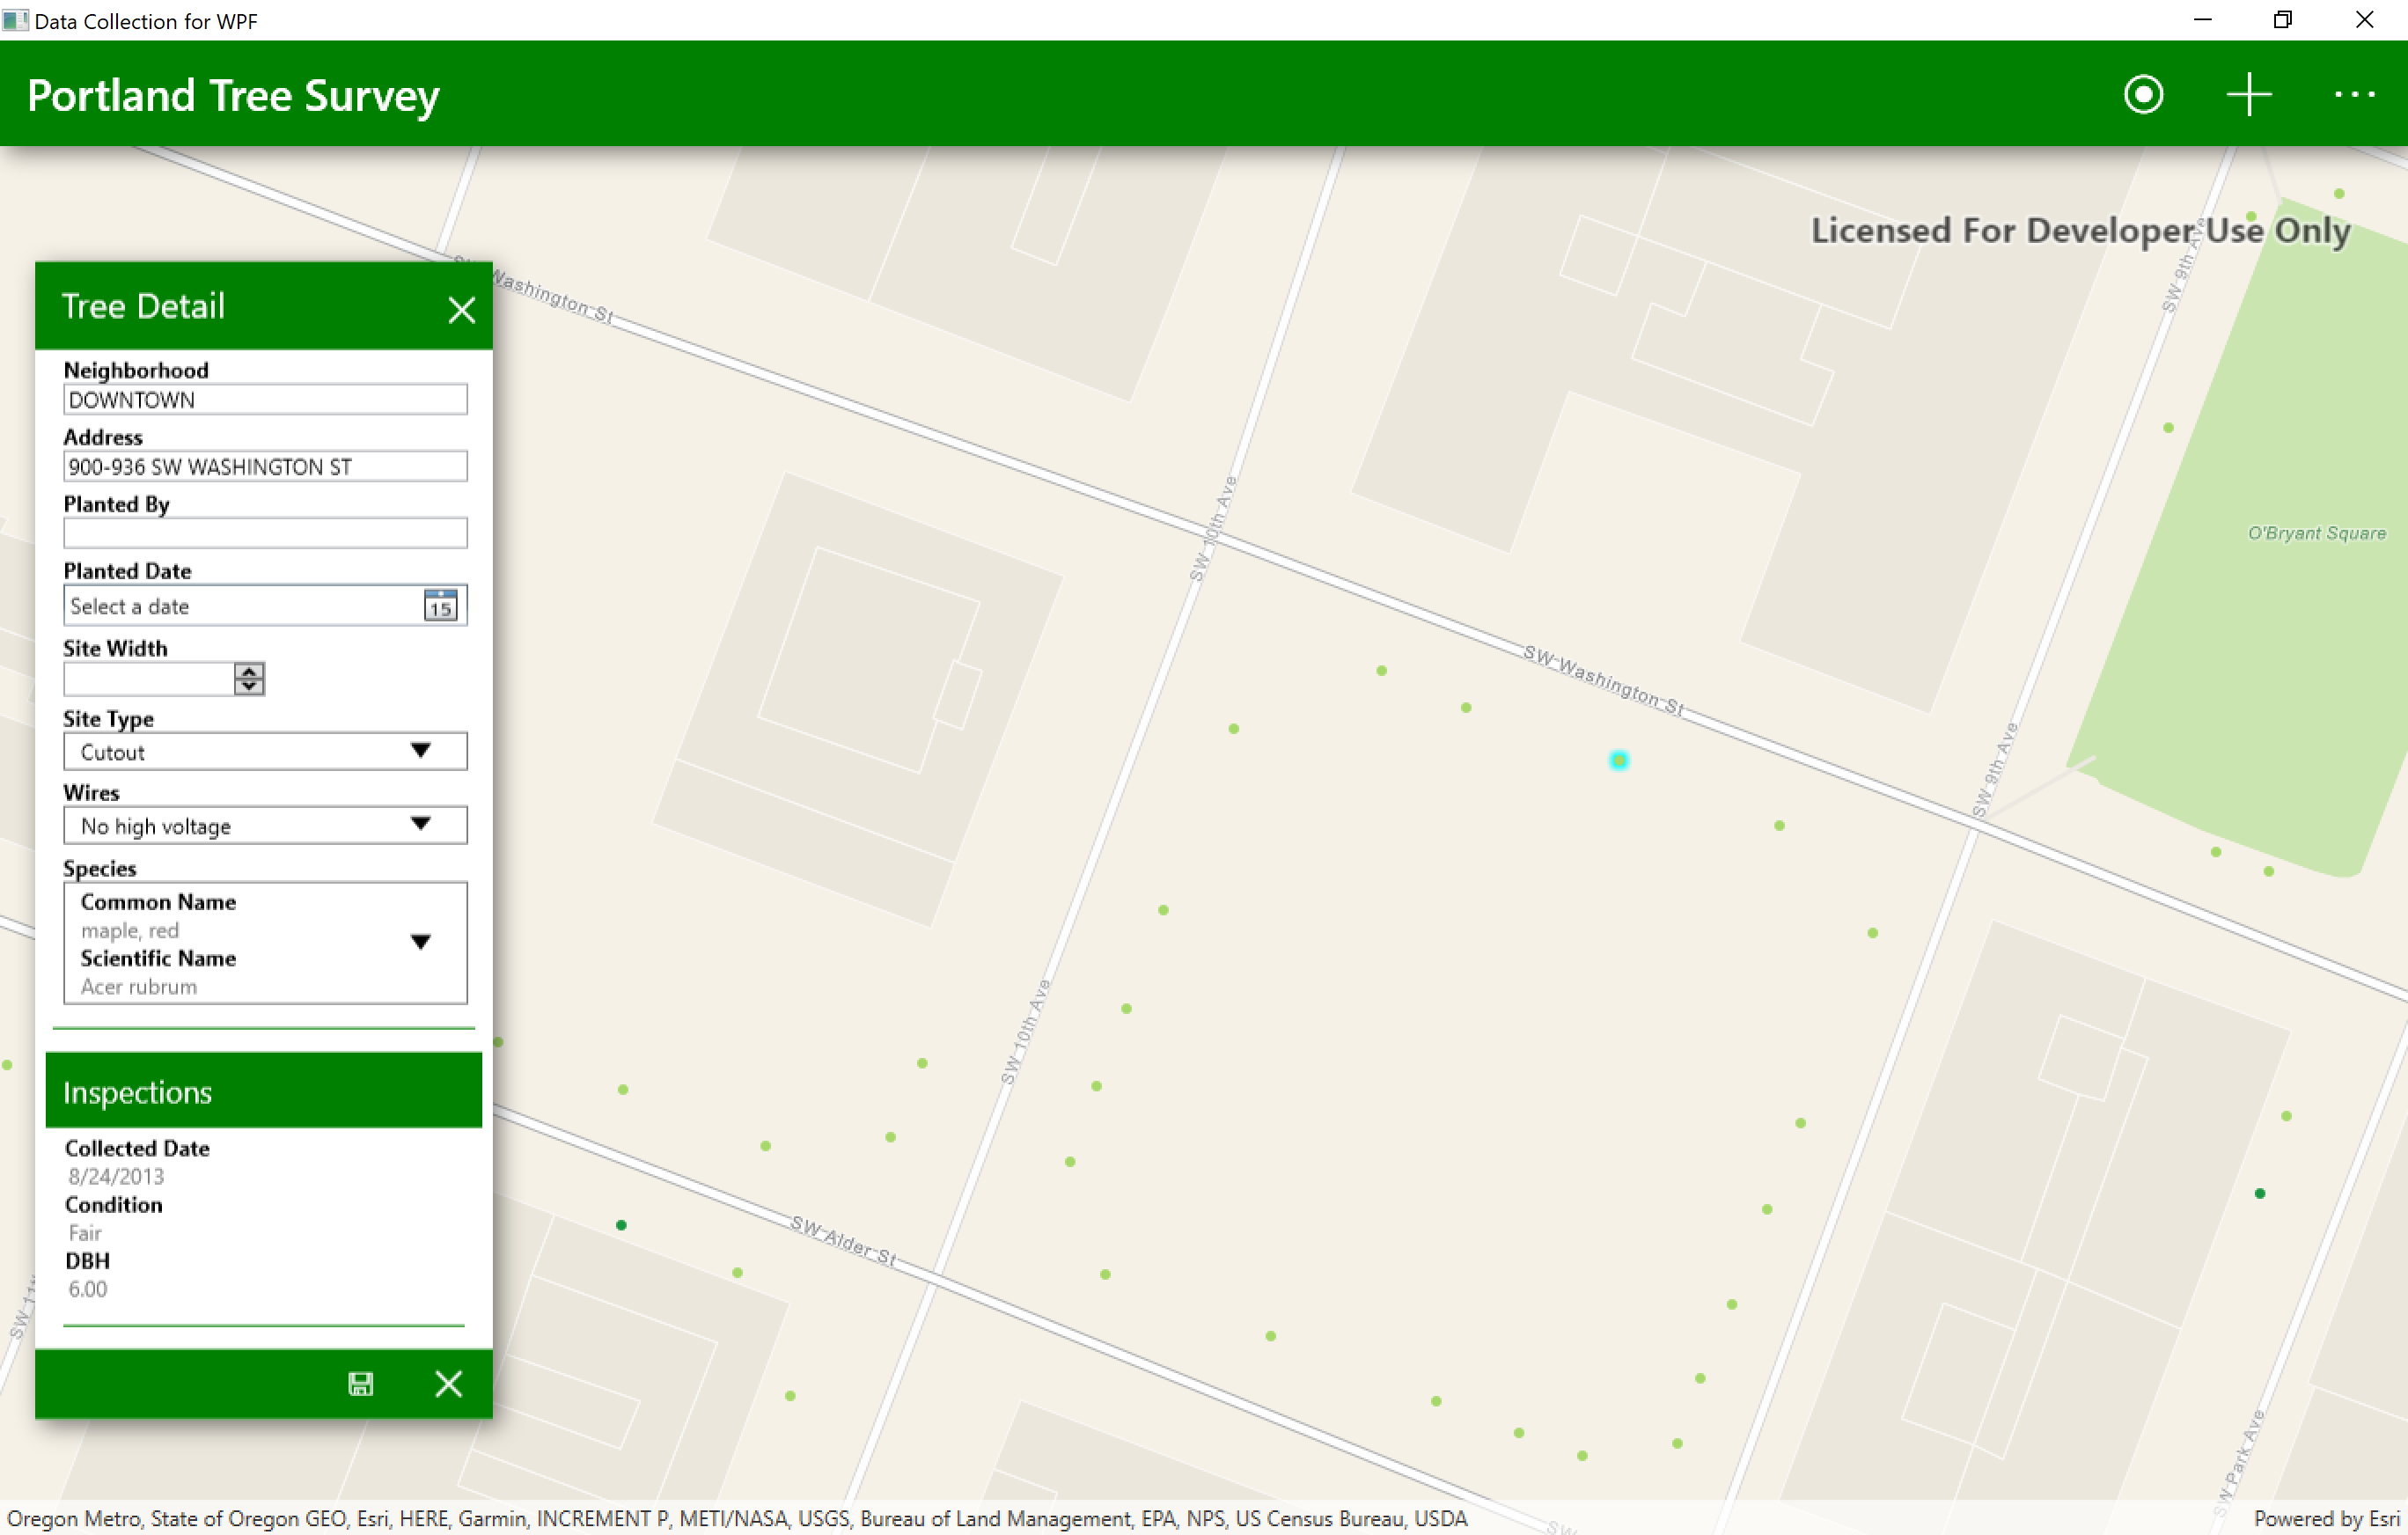 Data Collection for WPF
Portland Tree Survey
Licensed For Developer Use Only
Tree Detail
Neighborhood
DOWNTOWN
Address
900-936 SW WASHINGTON ST
Planted By
Planted Date
Select a date
15
Site Width
Site Type
Cutout
Wires
No high voltage
Species
Common Name
maple, red
Scientific Name
Acer rubrum
Inspections
Collected Date
8/24/2013
Condition
Fair
DBH
6.00
Washington St
SW 10th Ave
SW 9th Ave
O'Bryant Square
SW Washington St
SW 9th Ave
SW 10th Ave
SW Alder St
SW Park Ave
SW
Oregon Metro, State of Oregon GEO, Esri, HERE, Garmin, INCREMENT P, METI/NASA, USGS, Bureau of Land Management, EPA, NPS, US Census Bureau, USDA
Powered by Esri